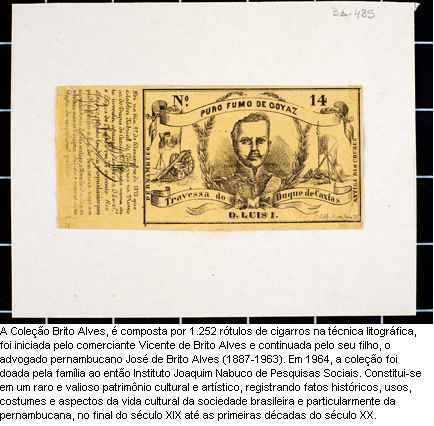 3a-485
Nº 14
PURO FUMO DE GOYAZ
Travessa do Duque de Caxias
D. LUIS I.
A Coleção Brito Alves, é composta por 1.252 rótulos de cigarros na técnica litográfica,
foi iniciada pelo comerciante Vicente de Brito Alves e continuada pelo seu filho, o
advogado pernambucano José de Brito Alves (1887-1963). Em 1964, a coleção foi
doada pela família ao então Instituto Joaquim Nabuco de Pesquisas Sociais. Constitui-se
em um raro e valioso patrimônio cultural e artístico, registrando fatos históricos, usos,
costumes e aspectos da vida cultural da sociedade brasileira e particularmente da
pernambucana, no final do século XIX até as primeiras décadas do século XX.